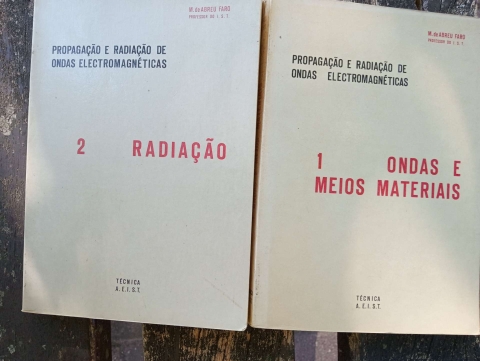 M. de ABREU FARO
PROFESSOR DO I. S. T.
PROPAGAÇÃO E RADIAÇÃO DE
ONDAS ELECTROMAGNÉTICAS
2 RADIAÇÃO
TÉCNICA
A. E. I. S. T.
M. de ABREU FARO
PROFESSOR DO I. S. T.
PROPAGAÇÃO E RADIAÇÃO DE
ONDAS ELECTROMAGNÉTICAS
1 ONDAS E
MEIOS MATERIAIS
TÉCNICA
A. E. I. S. T.